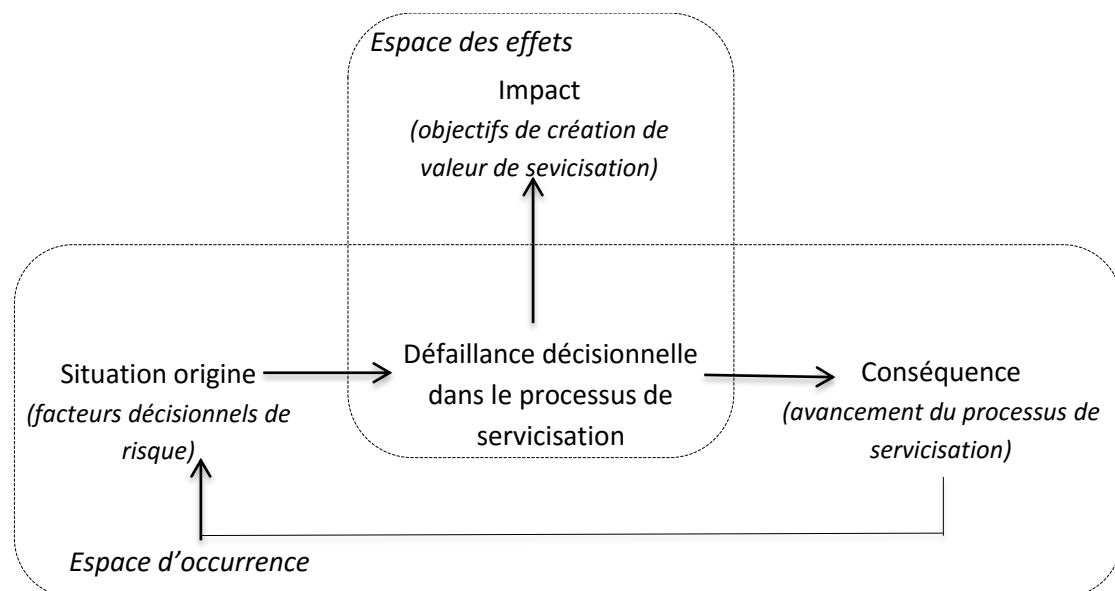 Espace des effets
Impact
(objectifs de création de
valeur de sevicisation)
Situation origine
(facteurs décisionnels de
risque)
Défaillance décisionnelle
dans le processus de
servicisation
Conséquence
(avancement du processus de
servicisation)
Espace d’occurrence